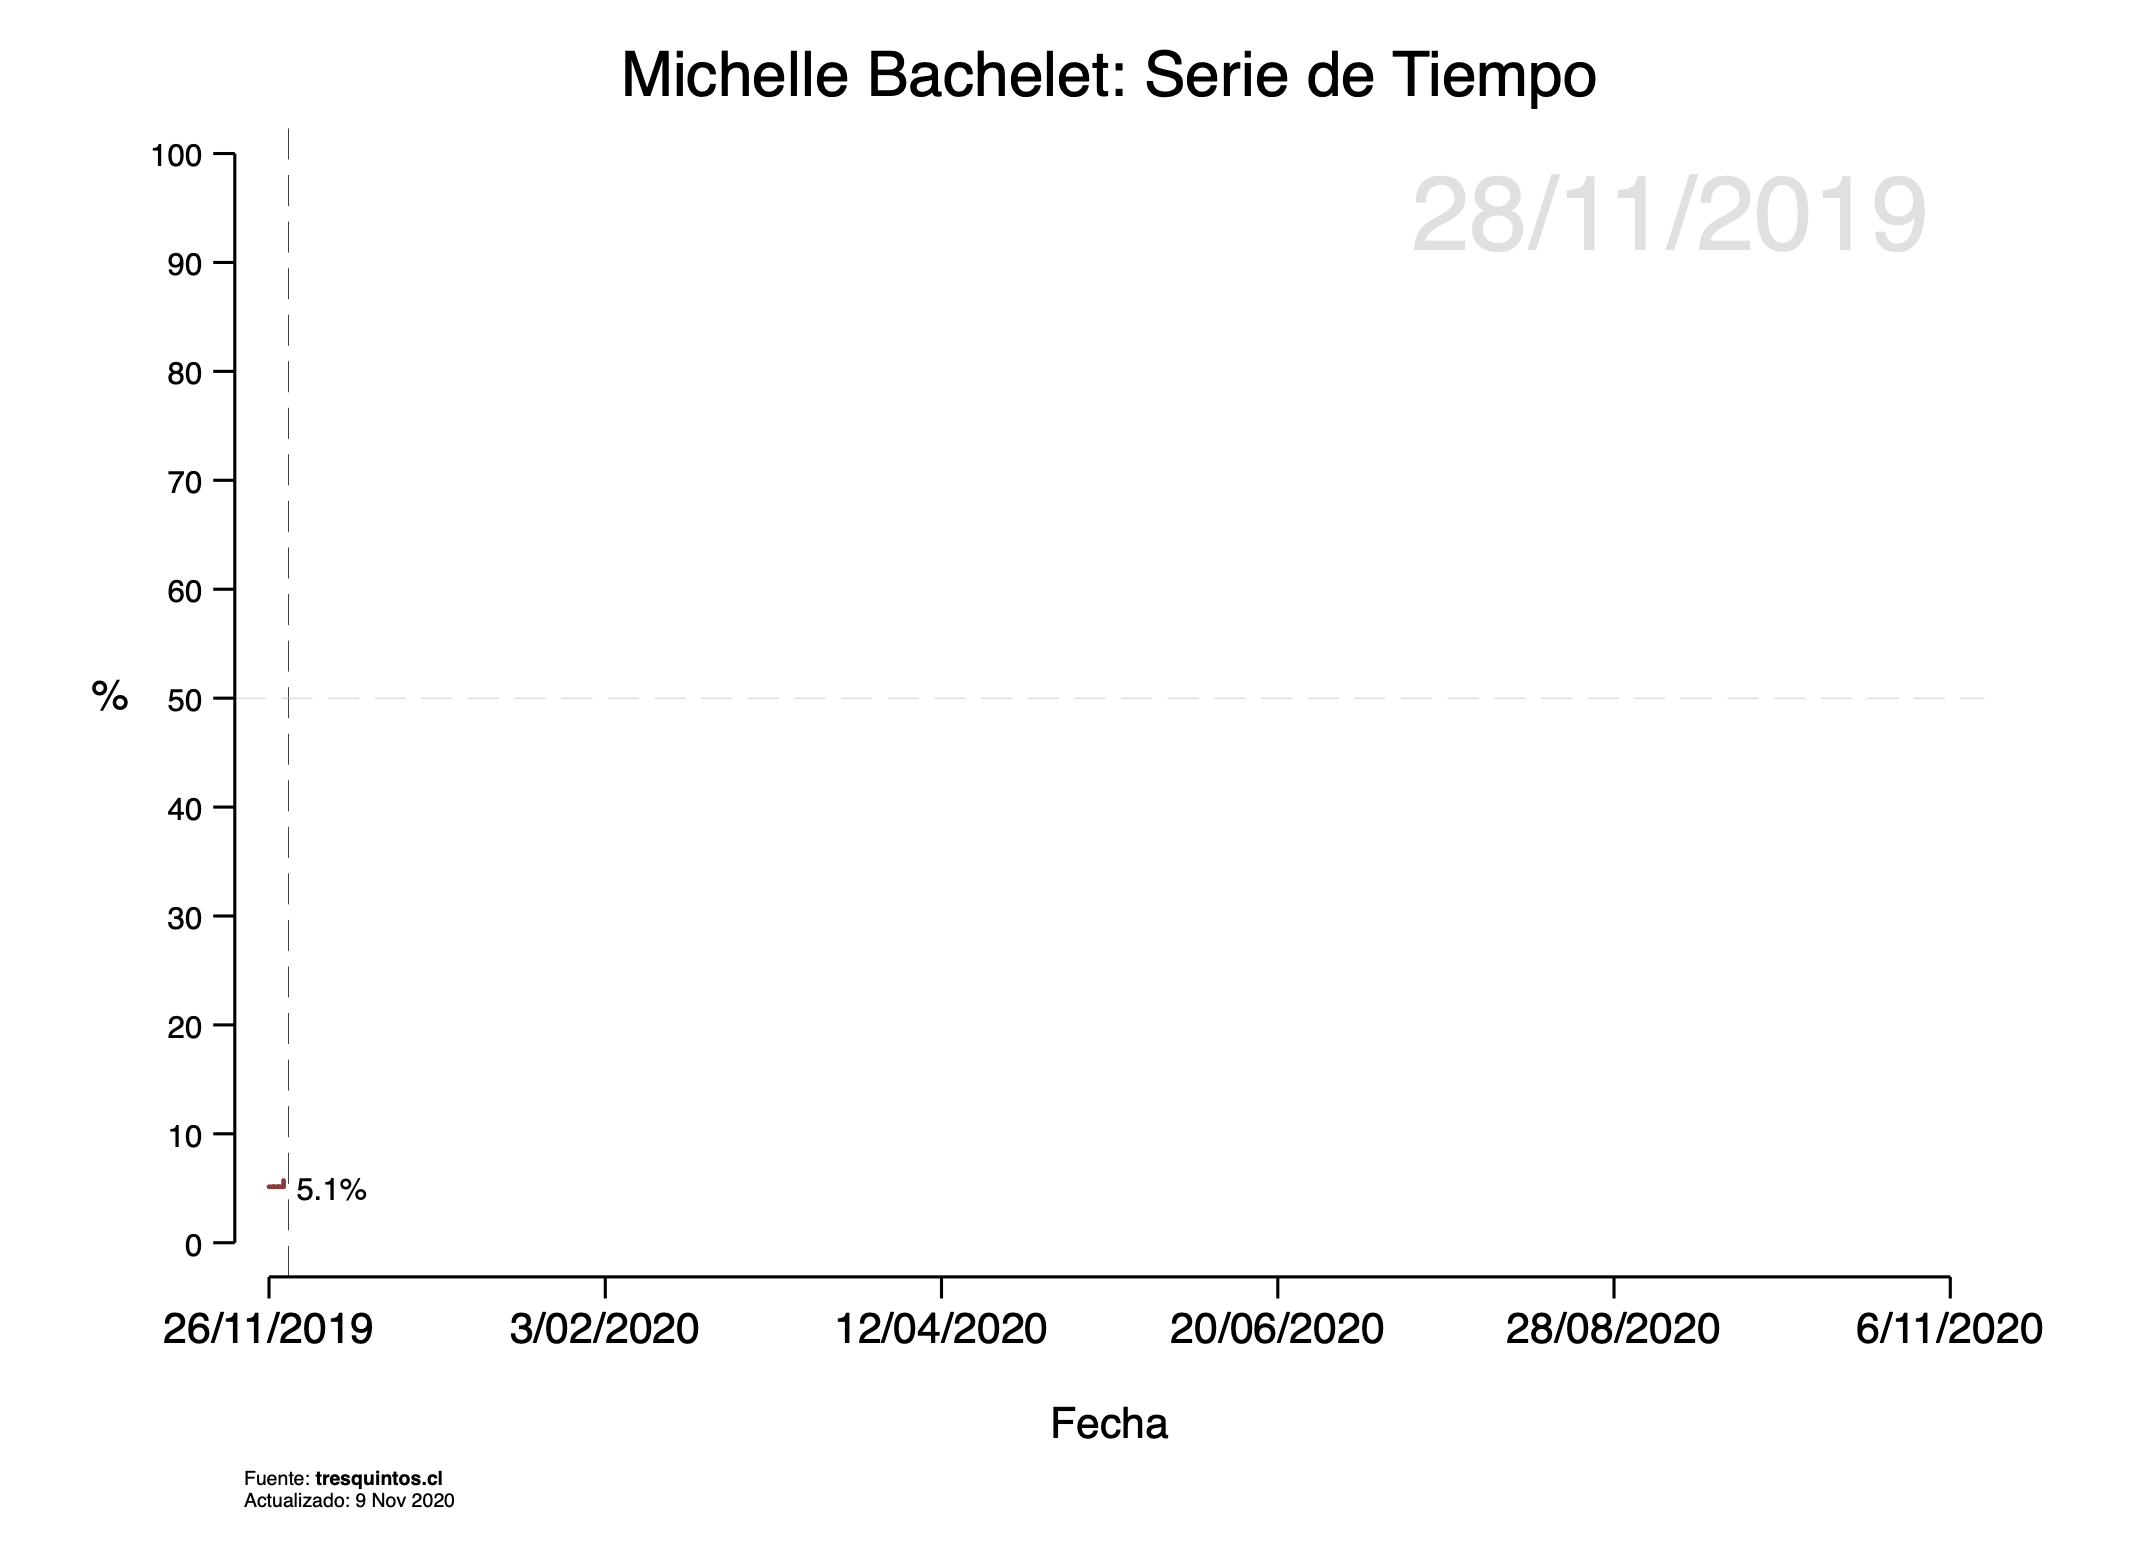 Michelle Bachelet: Serie de Tiempo
28/11/2019
100
90
80
70
60
50
40
30
20
10
0
%
5.1%
26/11/2019 3/02/2020 12/04/2020 20/06/2020 28/08/2020 6/11/2020
Fecha
Fuente: tresquintos.cl
Actualizado: 9 Nov 2020